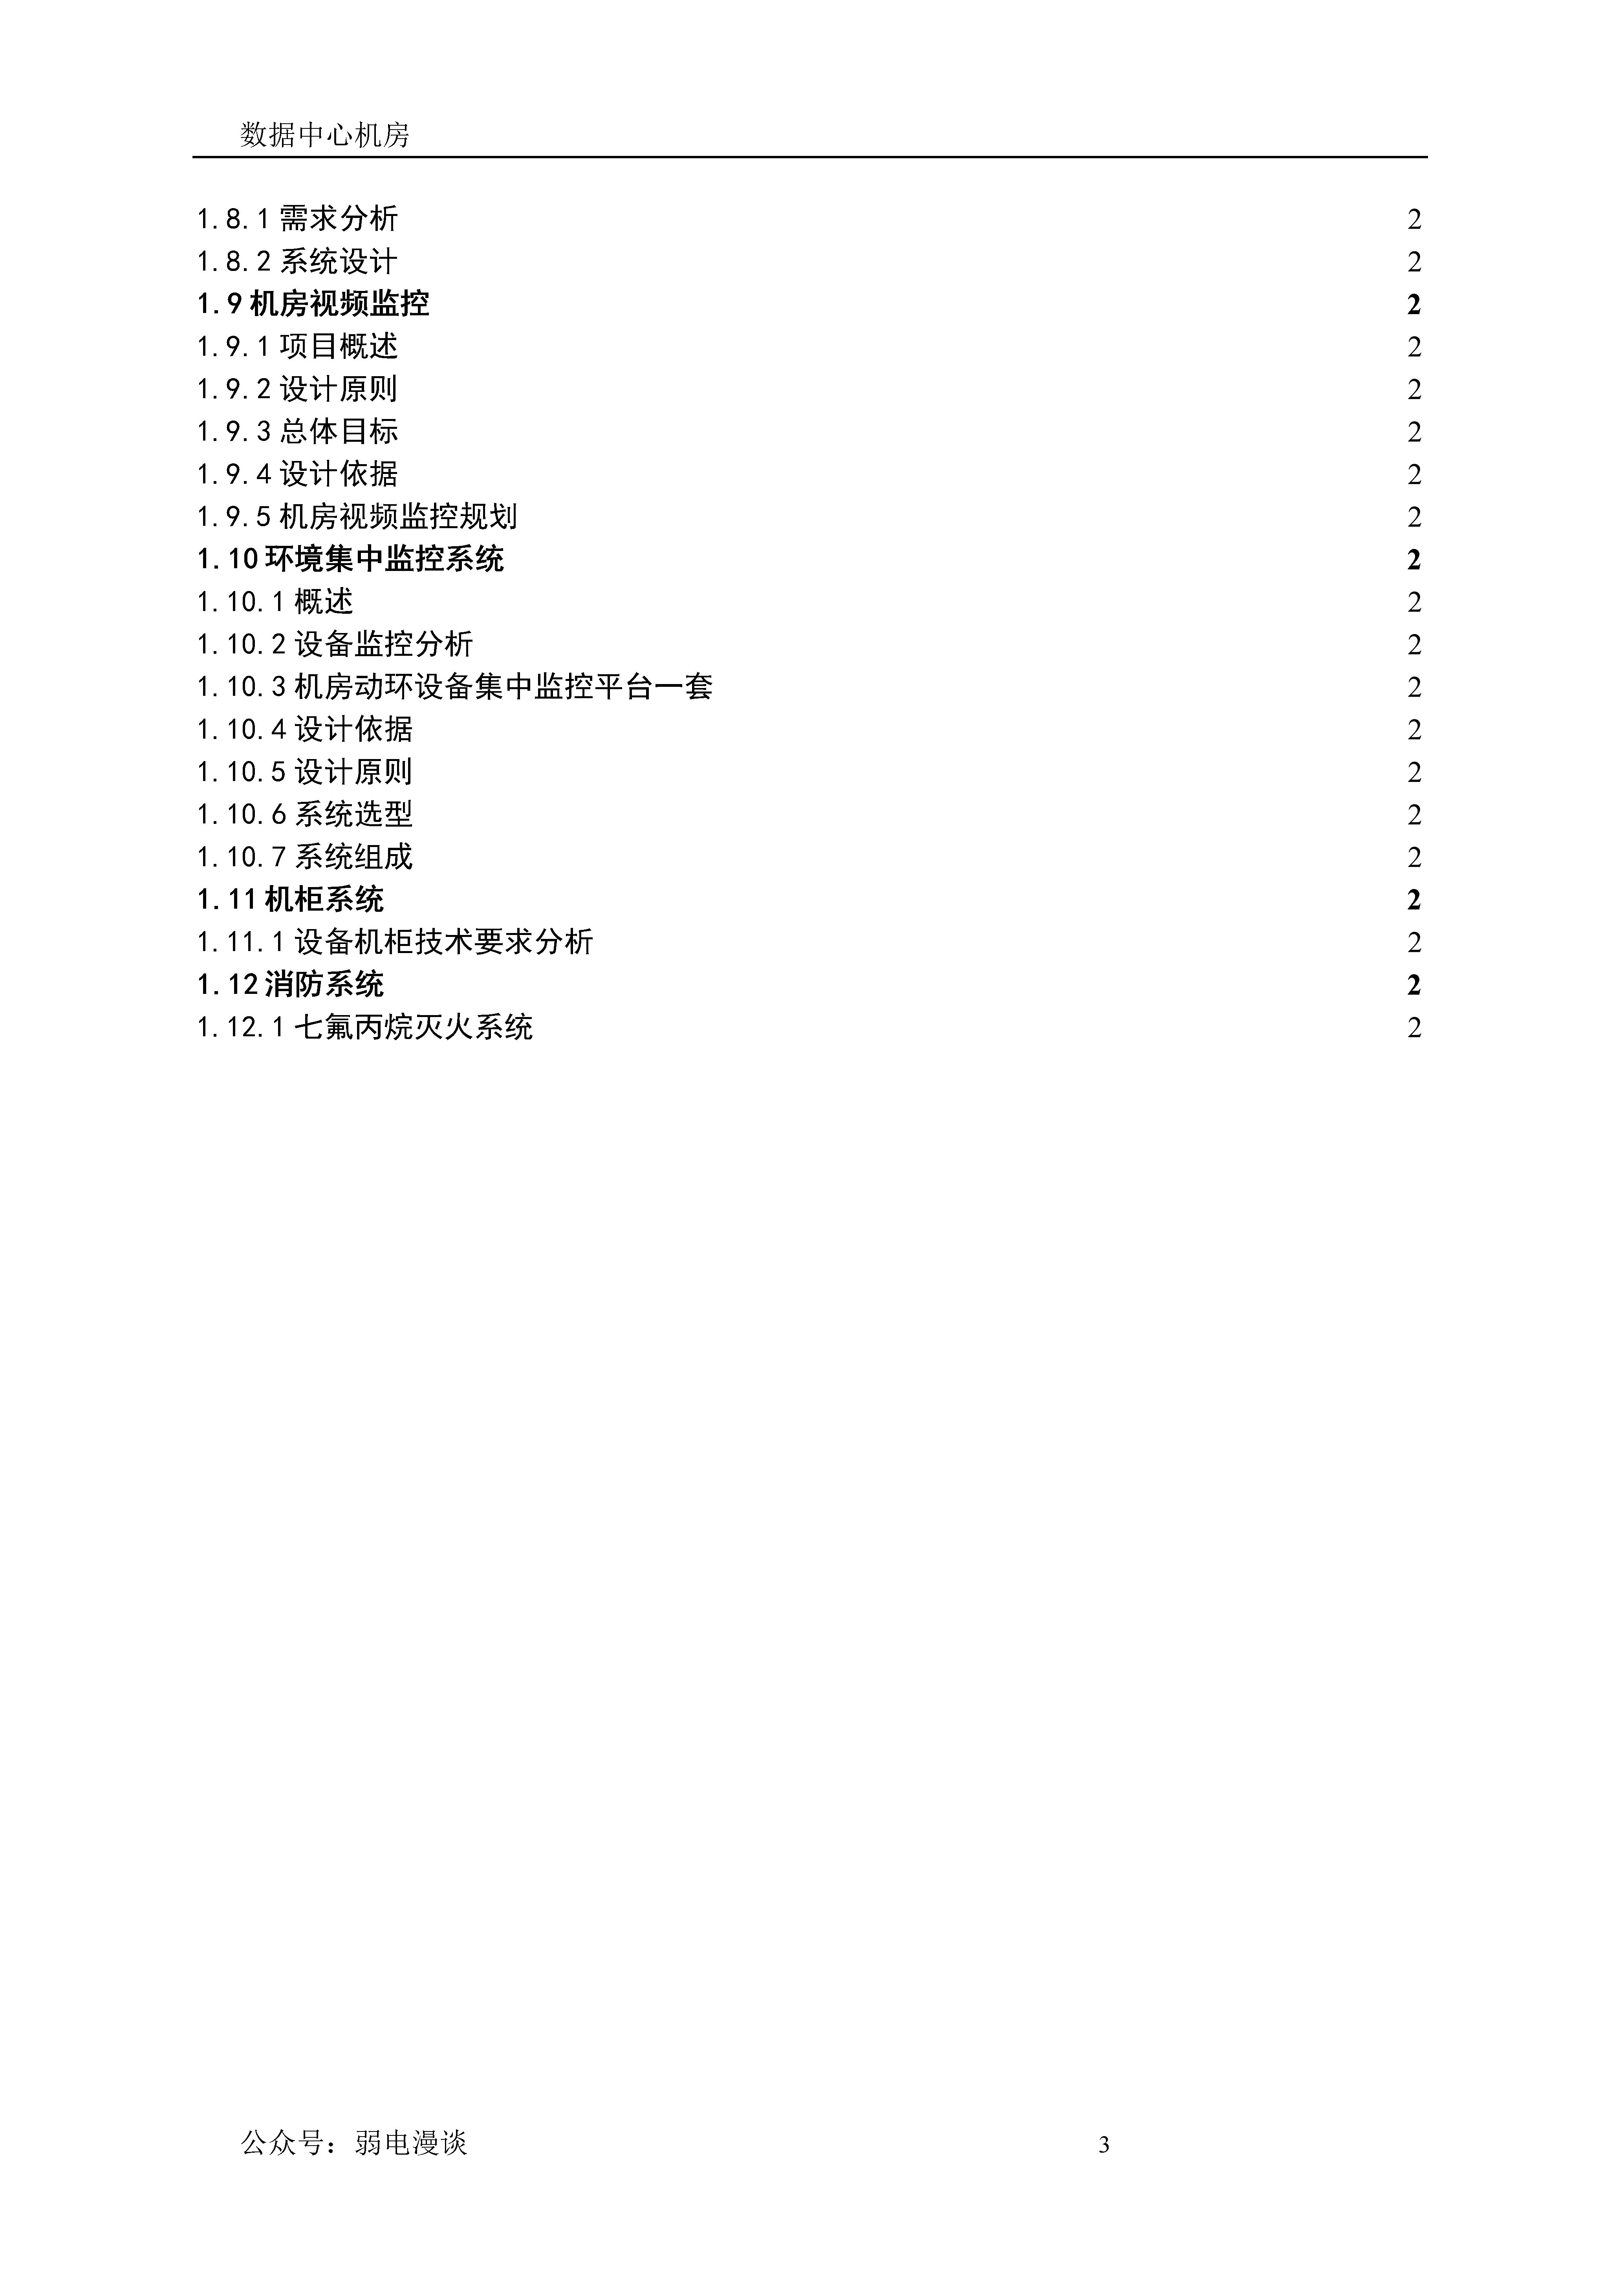 数据中心机房
1.8.1 需求分析 2
1.8.2 系统设计 2
1.9 机房视频监控 2
1.9.1 项目概述 2
1.9.2 设计原则 2
1.9.3 总体目标 2
1.9.4 设计依据 2
1.9.5 机房视频监控规划 2
1.10 环境集中监控系统 2
1.10.1 概述 2
1.10.2 设备监控分析 2
1.10.3 机房动环设备集中监控平台一套 2
1.10.4 设计依据 2
1.10.5 设计原则 2
1.10.6 系统选型 2
1.10.7 系统组成 2
1.11 机柜系统 2
1.11.1 设备机柜技术要求分析 2
1.12 消防系统 2
1.12.1 七氟丙烷灭火系统 2
公众号：弱电漫谈 3